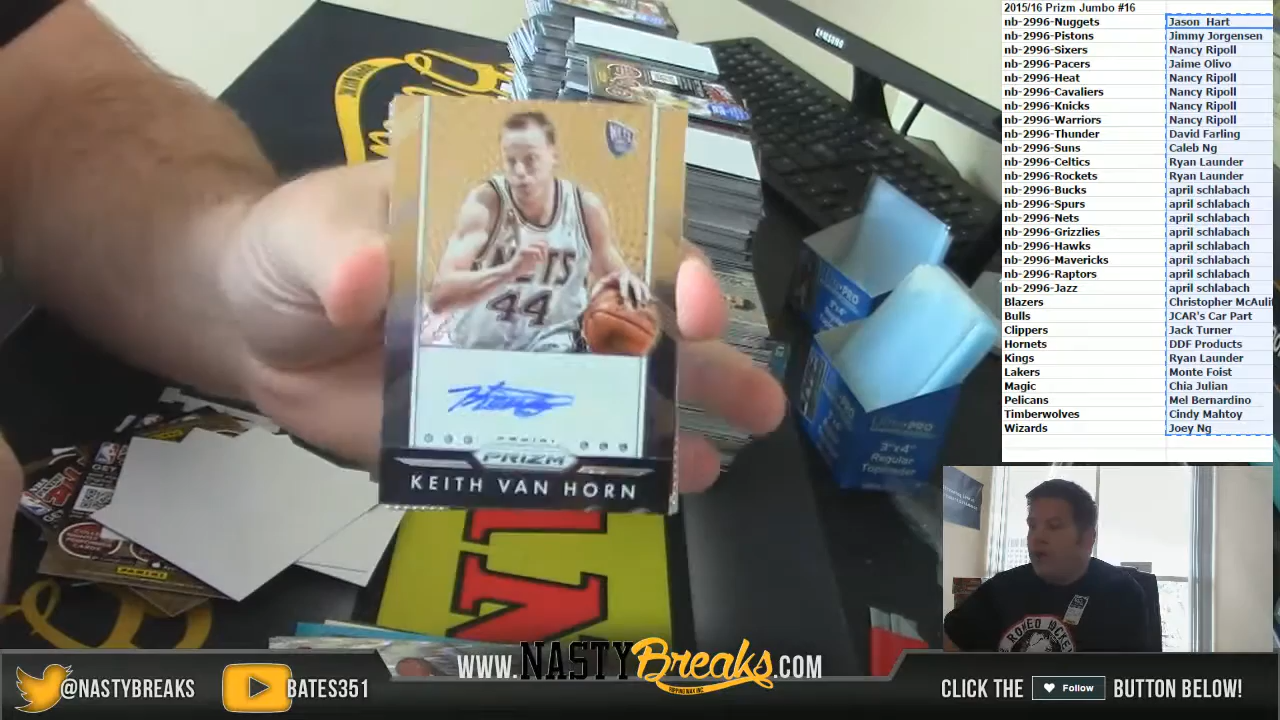 2015/16 Prizm Jumbo #16
nb-2996-Nuggets Jason Hart
nb-2996-Pistons Jimmy Jorgensen
nb-2996-Sixers Nancy Ripoll
nb-2996-Pacers Jaime Olivo
nb-2996-Heat Nancy Ripoll
nb-2996-Cavaliers Nancy Ripoll
nb-2996-Knicks Nancy Ripoll
nb-2996-Warriors Nancy Ripoll
nb-2996-Thunder David Farling
nb-2996-Suns Caleb Ng
nb-2996-Celtics Ryan Launder
nb-2996-Rockets Ryan Launder
nb-2996-Bucks april schlabach
nb-2996-Spurs april schlabach
nb-2996-Nets april schlabach
nb-2996-Grizzlies april schlabach
nb-2996-Hawks april schlabach
nb-2996-Mavericks april schlabach
nb-2996-Raptors april schlabach
nb-2996-Jazz april schlabach
Blazers Christopher McAulif
Bulls JCAR's Car Part
Clippers Jack Turner
Hornets DDF Products
Kings Ryan Launder
Lakers Monte Foist
Magic Chia Julian
Pelicans Mel Bernardino
Timberwolves Cindy Mahtoy
Wizards Joey Ng
SAMSUNG
NETS
NETS
44
PANINI
PRIZM
KEITH VAN HORN
3"x4"
Regular
Toploader
PANINI
@NASTYBREAKS
BATES351
WWW.NASTYBreaks.COM
CLICK THE Follow BUTTON BELOW!